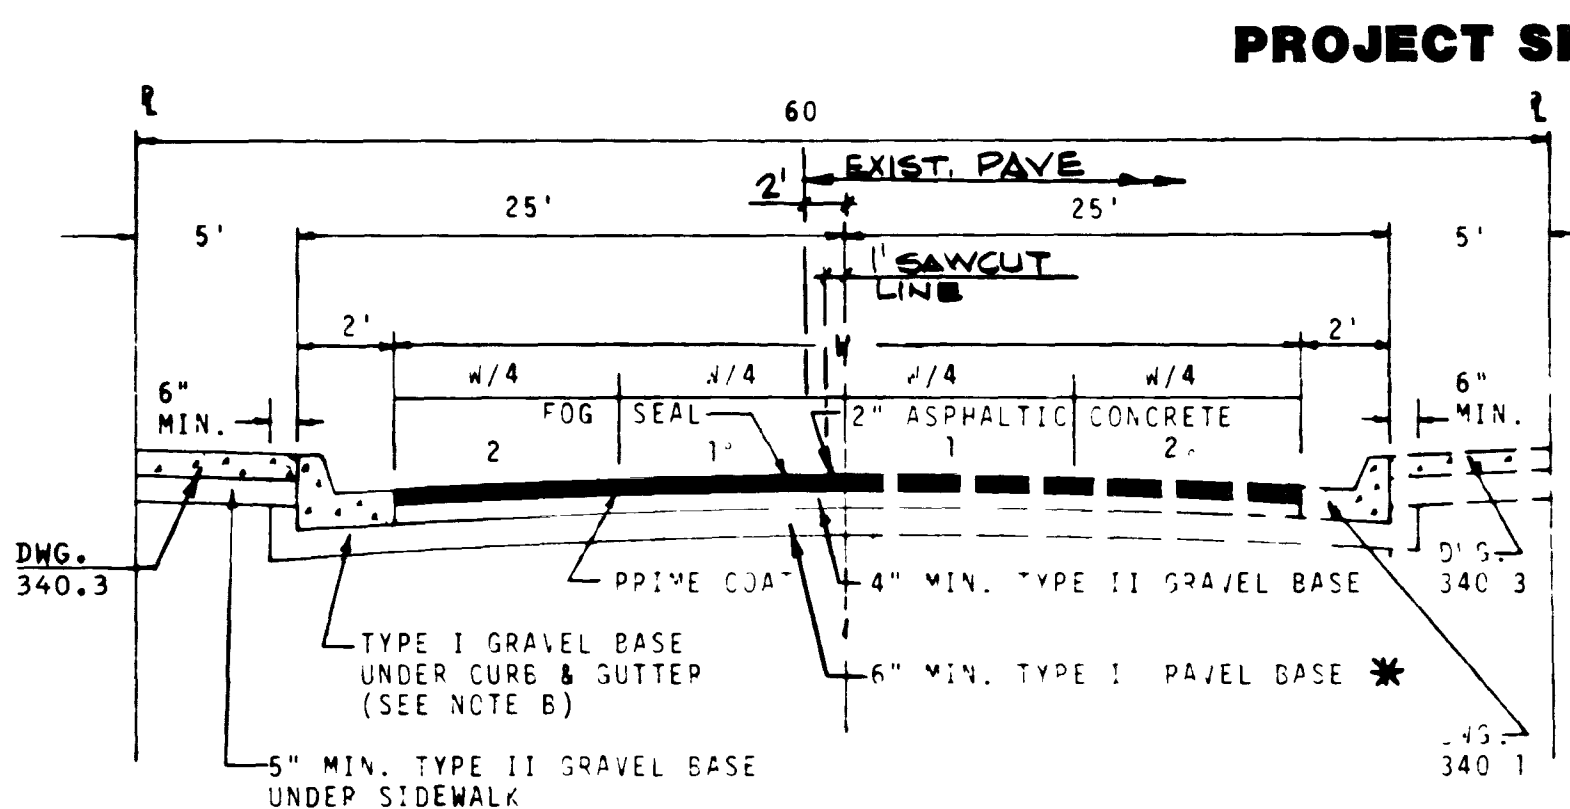 PROJECT
60
EXIST. PAVE
2'
25'
25'
5'
5'
1' SAWCUT
LINE
2'
W
2'
W/4
W/4
W/4
W/4
6"
MIN.
6"
MIN.
FOG SEAL
2" ASPHALTIC CONCRETE
2
1
1
2
DWG.
340.3
PRIME COAT
4" MIN. TYPE II GRAVEL BASE
340 3
TYPE I GRAVEL BASE
UNDER CURB & GUTTER
(SEE NOTE B)
6" MIN. TYPE I BASE *
340 1
5" MIN. TYPE II GRAVEL BASE
UNDER SIDEWALK